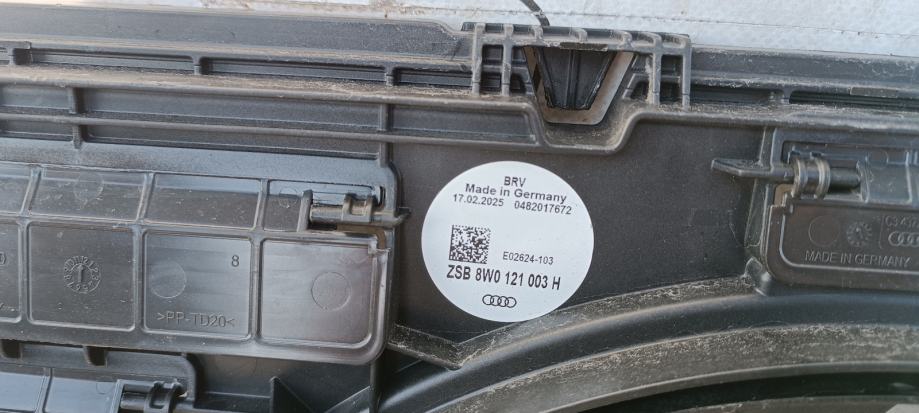 BRV
Made in Germany
17.02.2025 0482017672
E02624-103
ZSB 8W0 121 003 H
8
>PP-TD20<
MADE IN GERMANY